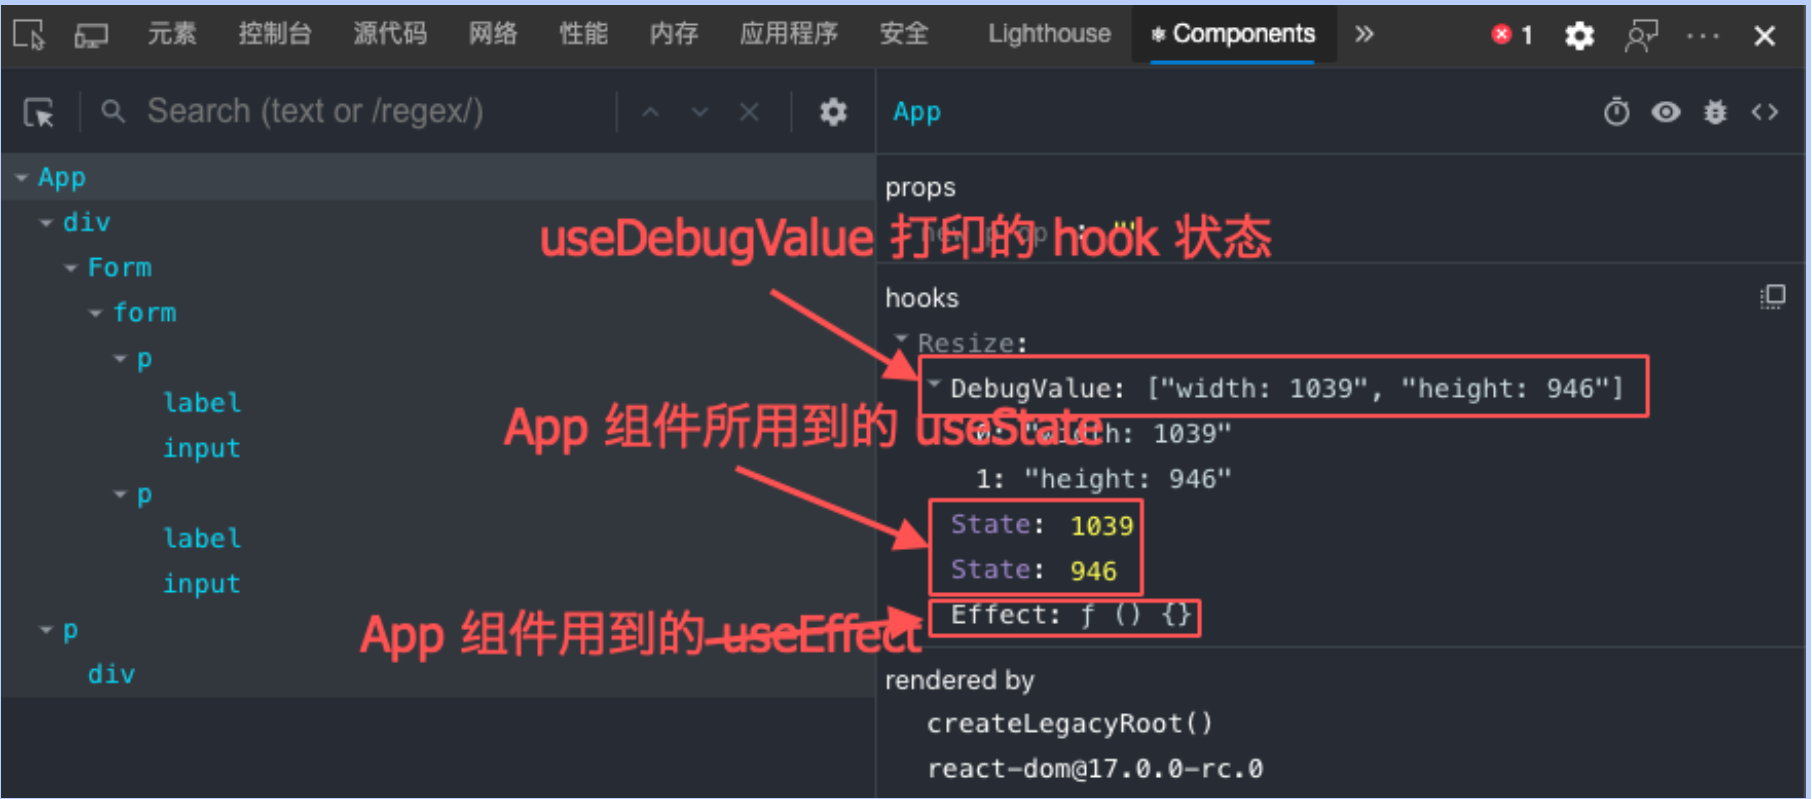 元素 控制台 源代码 网络 性能 内存 应用程序 安全 Lighthouse Components » 1
Search (text or /regex/)
App
App
div
Form
form
p
label
input
p
label
input
p
div
props
new prop : ""
useDebugValue 打印的 hook 状态
hooks
Resize:
DebugValue: ["width: 1039", "height: 946"]
App 组件所用到的 useState
0: "width: 1039"
1: "height: 946"
State: 1039
State: 946
Effect: ƒ () {}
App 组件用到的 useEffect
rendered by
createLegacyRoot()
react-dom@17.0.0-rc.0